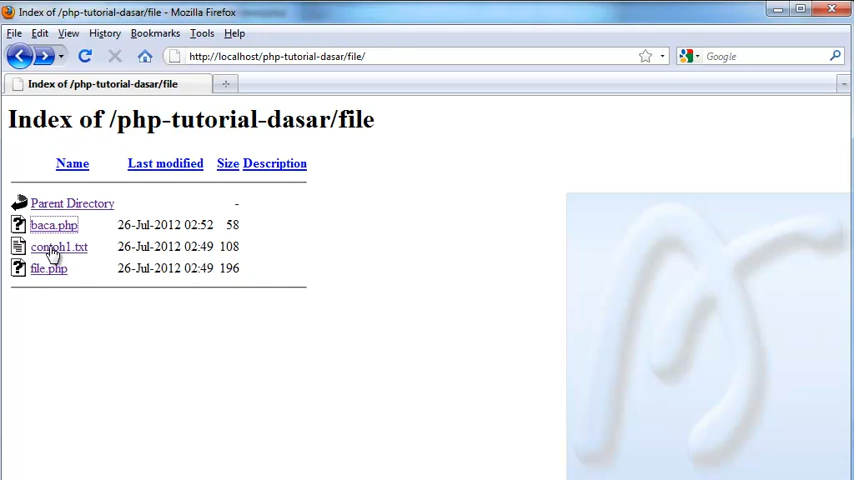 Index of /php-tutorial-dasar/file - Mozilla Firefox
File Edit View History Bookmarks Tools Help
http://localhost/php-tutorial-dasar/file/ Google
Index of /php-tutorial-dasar/file
Index of /php-tutorial-dasar/file
Name Last modified Size Description
Parent Directory -
baca.php 26-Jul-2012 02:52 58
contoh1.txt 26-Jul-2012 02:49 108
file.php 26-Jul-2012 02:49 196